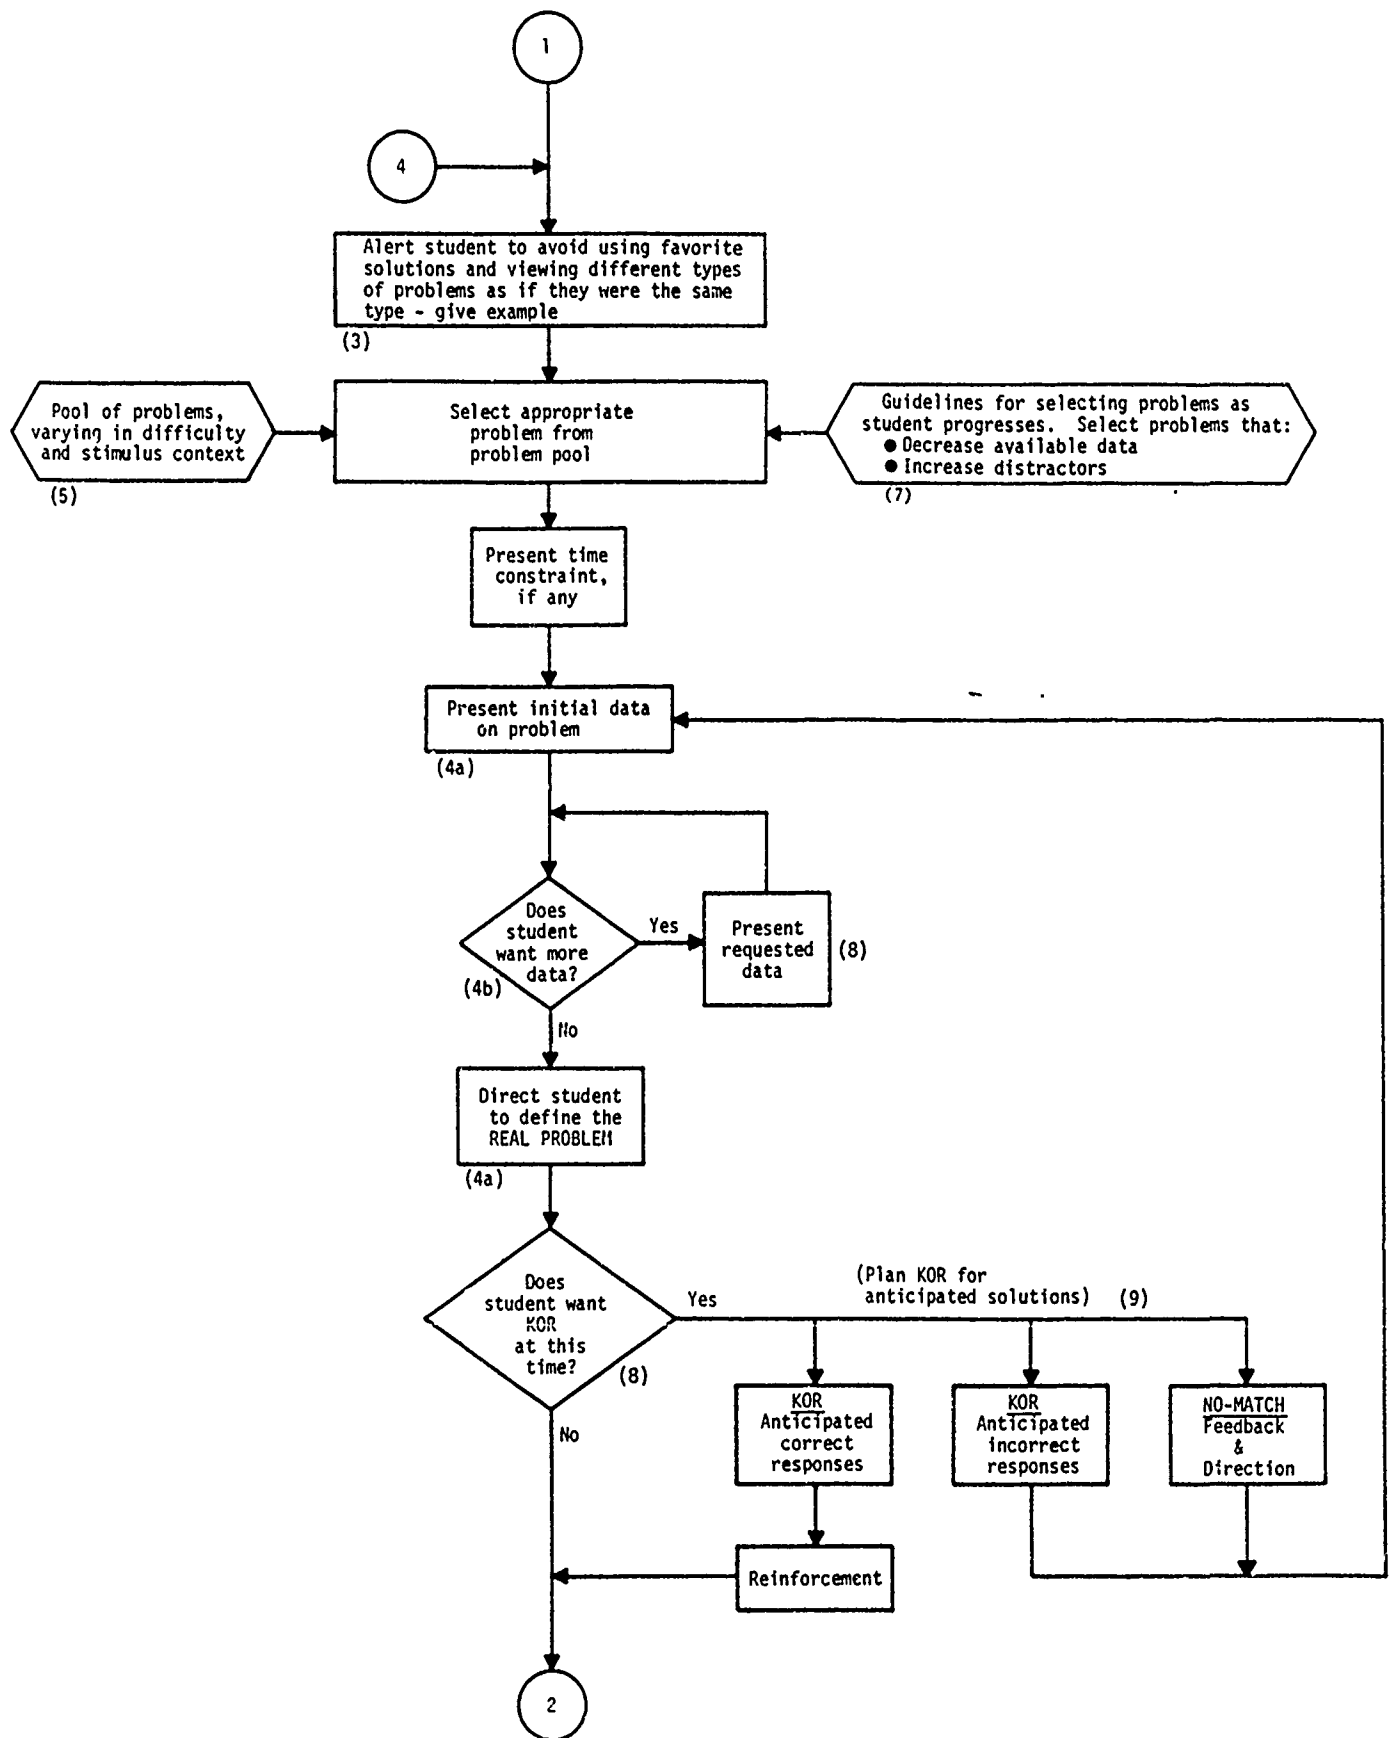 1
4
Alert student to avoid using favorite
solutions and viewing different types
of problems as if they were the same
type - give example
(3)
Pool of problems,
varying in difficulty
and stimulus context
(5)
Select appropriate
problem from
problem pool
Guidelines for selecting problems as
student progresses. Select problems that:
● Decrease available data
● Increase distractors
(7)
Present time
constraint,
if any
Present initial data
on problem
(4a)
Does
student
want more
data?
(4b)
Yes
Present
requested
data
(8)
No
Direct student
to define the
REAL PROBLEM
(4a)
Does
student want
KOR
at this
time?
(8)
Yes
(Plan KOR for
anticipated solutions) (9)
No
KOR
Anticipated
correct
responses
KOR
Anticipated
incorrect
responses
NO-MATCH
Feedback
&
Direction
Reinforcement
2